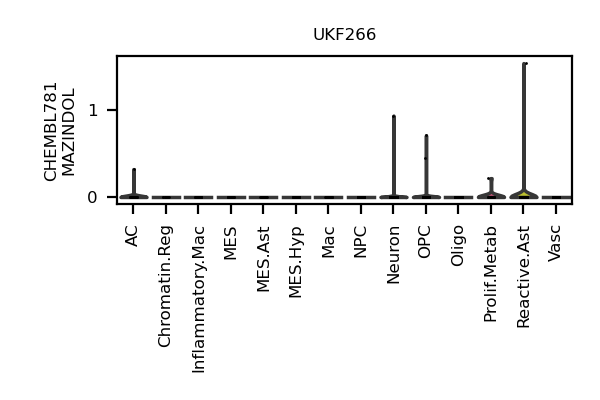 UKF266
CHEMBL781
MAZINDOL
1
0
AC
Chromatin.Reg
Inflammatory.Mac
MES
MES.Ast
MES.Hyp
Mac
NPC
Neuron
OPC
Oligo
Prolif.Metab
Reactive.Ast
Vasc